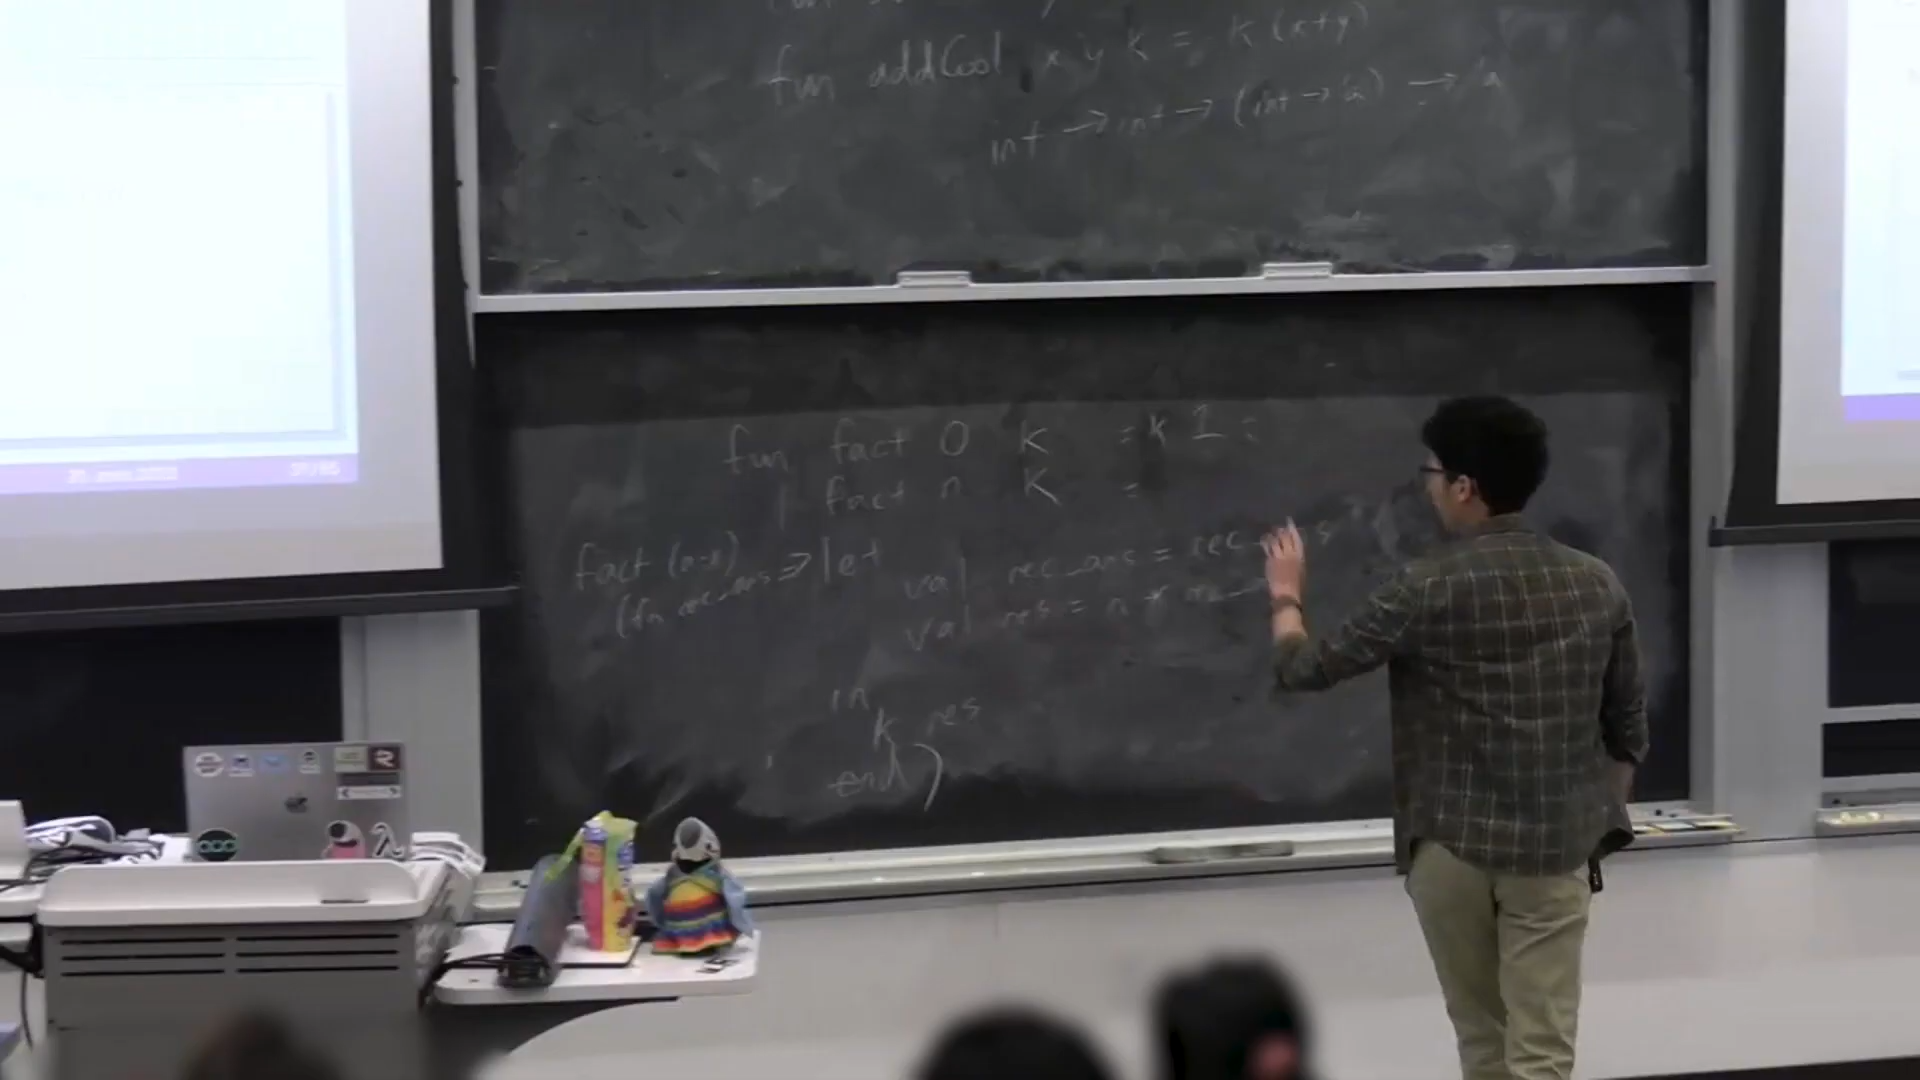 fun addCool x y k = k (x+y)
int → int → (int → 'a) → 'a
fun fact 0 k = k 1
| fact n k =
fact (n-1)
(fn rec_ans => let
val rec_ans = rec_ans
val res = n *
in
k res
end)